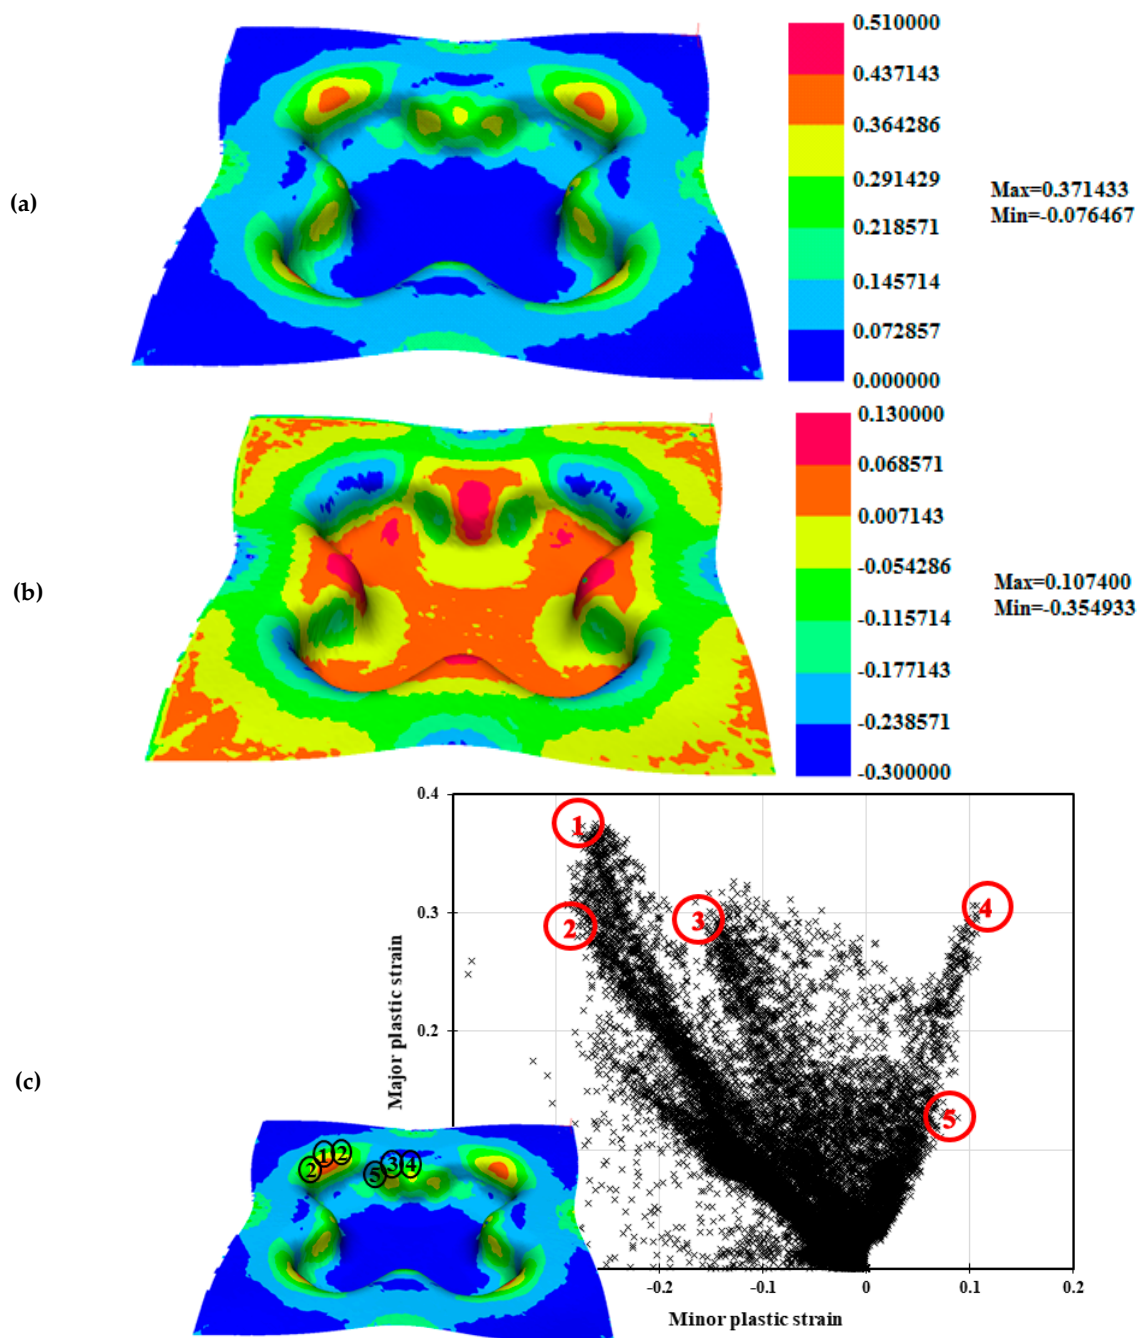 (a)
0.510000
0.437143
0.364286
0.291429
0.218571
0.145714
0.072857
0.000000
Max=0.371433
Min=-0.076467
(b)
0.130000
0.068571
0.007143
-0.054286
-0.115714
-0.177143
-0.238571
-0.300000
Max=0.107400
Min=-0.354933
(c)
Major plastic strain
0.4
0.3
0.2
1
2
3
4
5
2 1 2
5 3 4
-0.2 -0.1 0 0.1 0.2
Minor plastic strain